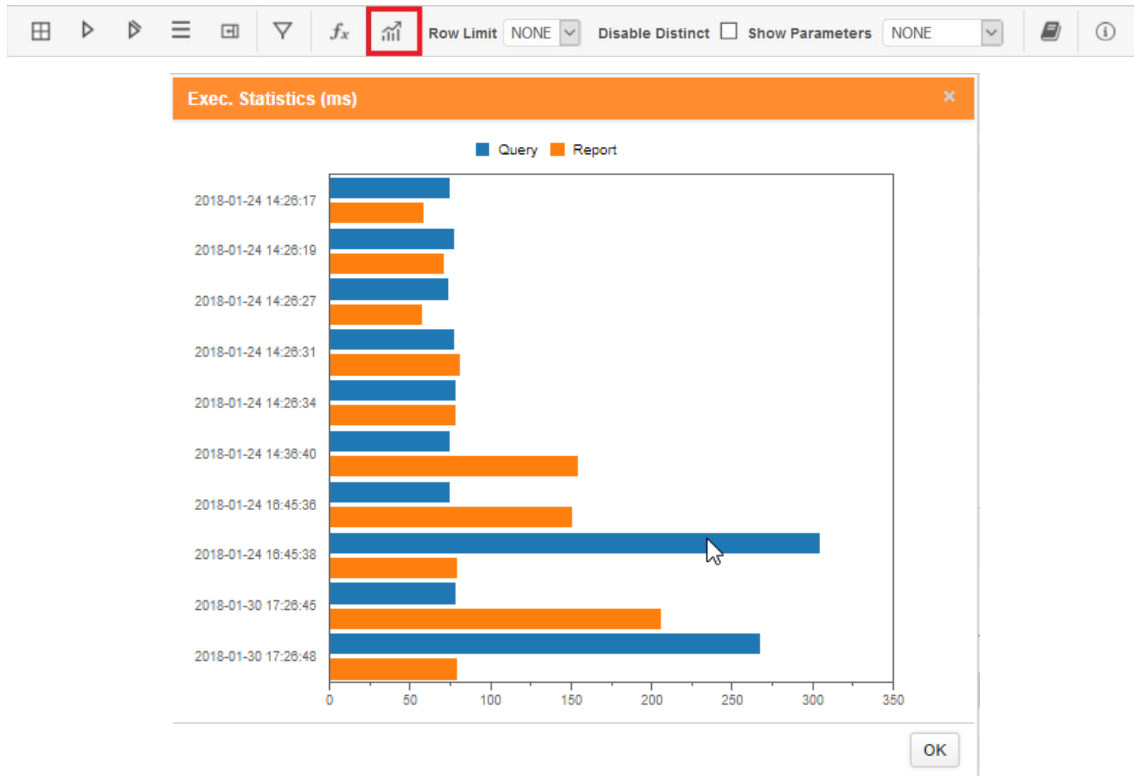 fx Row Limit NONE Disable Distinct Show Parameters NONE
Exec. Statistics (ms) ×
Query Report
2018-01-24 14:26:17
2018-01-24 14:26:19
2018-01-24 14:26:27
2018-01-24 14:26:31
2018-01-24 14:26:34
2018-01-24 14:36:40
2018-01-24 16:45:36
2018-01-24 16:45:38
2018-01-30 17:26:45
2018-01-30 17:26:48
0 50 100 150 200 250 300 350
OK